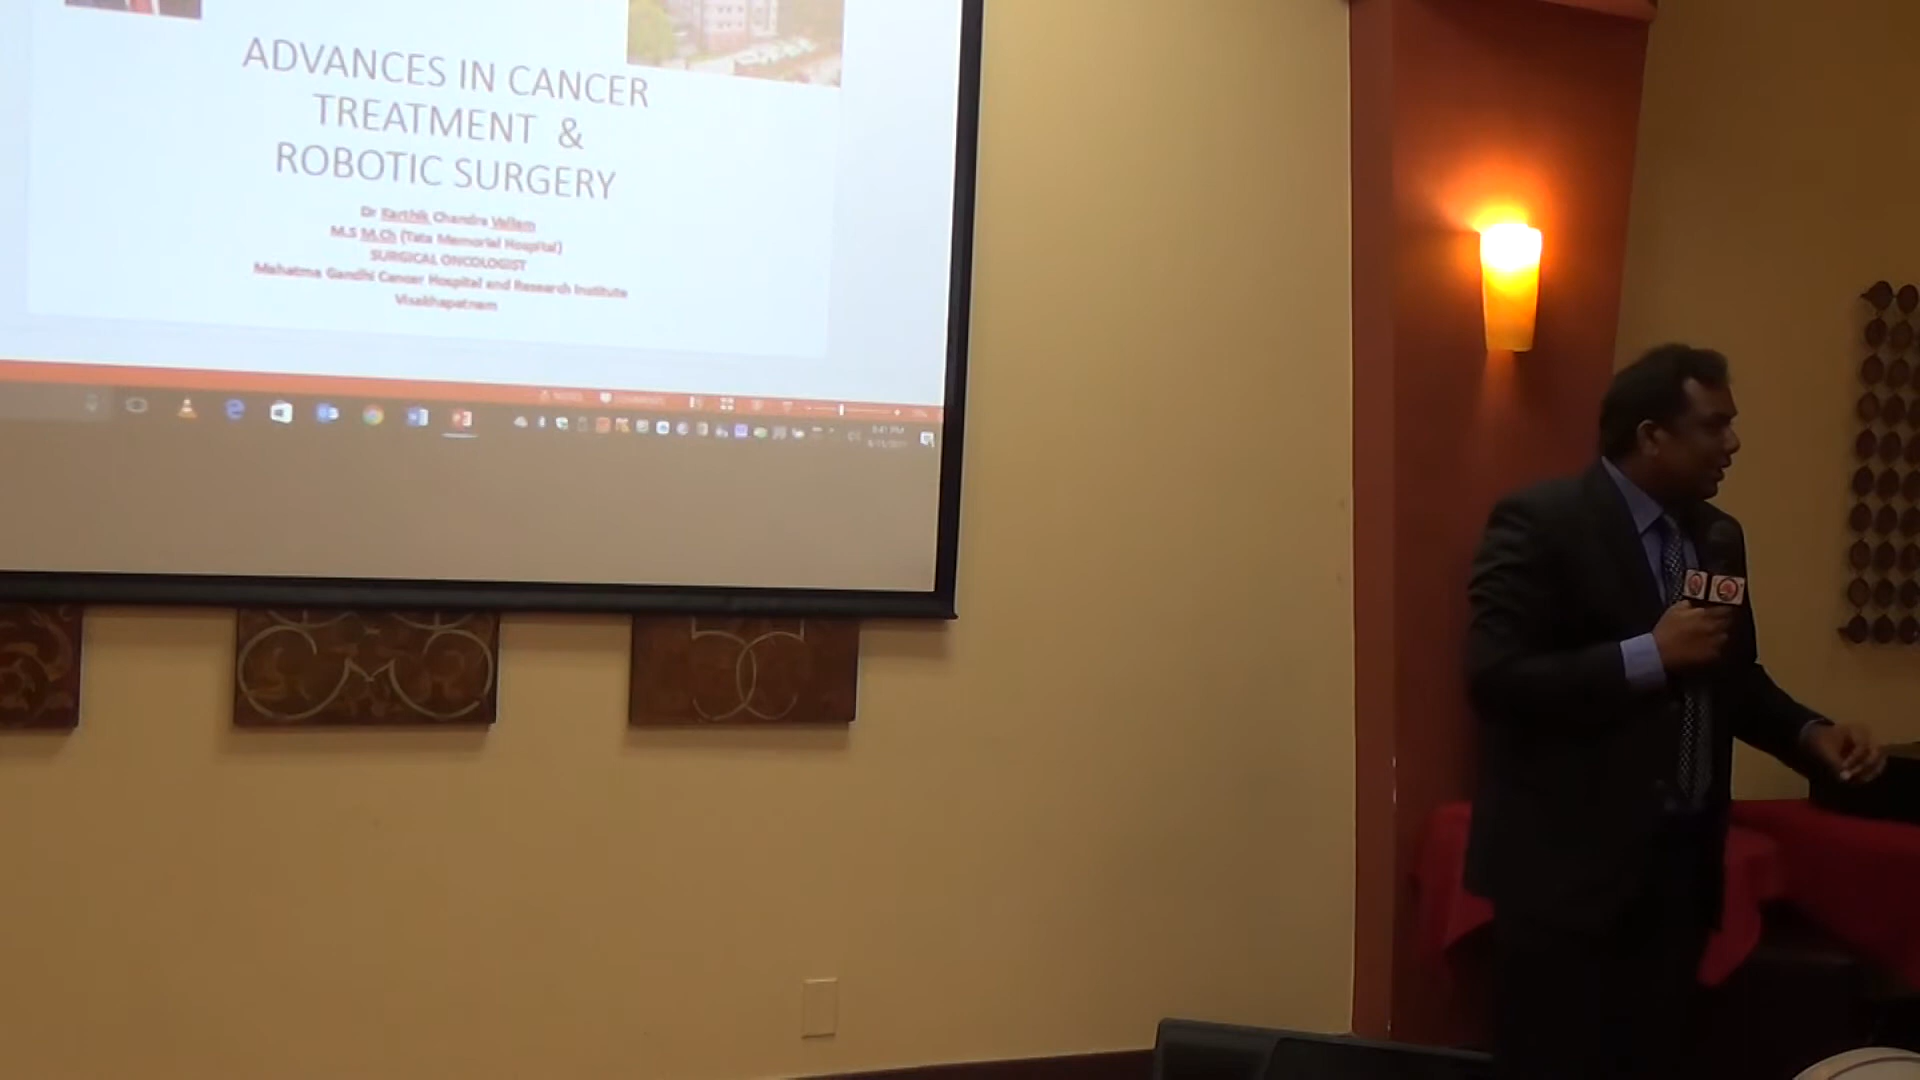 ADVANCES IN CANCER
TREATMENT &
ROBOTIC SURGERY
Dr Karthik Chandra Vallam
M.S M.Ch (Tata Memorial Hospital)
SURGICAL ONCOLOGIST
Mahatma Gandhi Cancer Hospital and Research Institute
Visakhapatnam